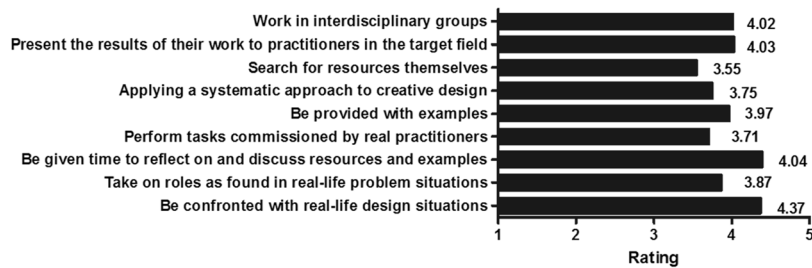 Work in interdisciplinary groups 4.02
Present the results of their work to practitioners in the target field 4.03
Search for resources themselves 3.55
Applying a systematic approach to creative design 3.75
Be provided with examples 3.97
Perform tasks commissioned by real practitioners 3.71
Be given time to reflect on and discuss resources and examples 4.04
Take on roles as found in real-life problem situations 3.87
Be confronted with real-life design situations 4.37
1 2 3 4 5
Rating